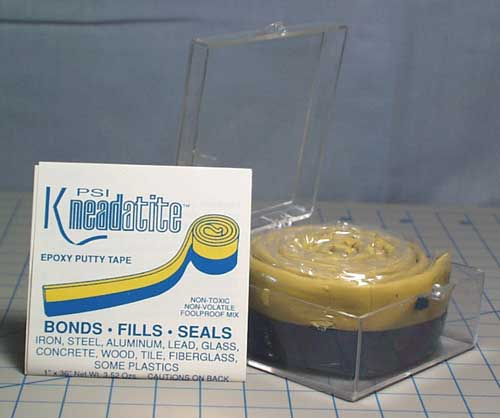 PSI
Kneadatite™
EPOXY PUTTY TAPE
NON-TOXIC
NON-VOLATILE
FOOLPROOF MIX
BONDS • FILLS • SEALS
IRON, STEEL, ALUMINUM, LEAD, GLASS,
CONCRETE, WOOD, TILE, FIBERGLASS,
SOME PLASTICS
1" x 36" Net Wt. 3.52 Ozs. CAUTIONS ON BACK